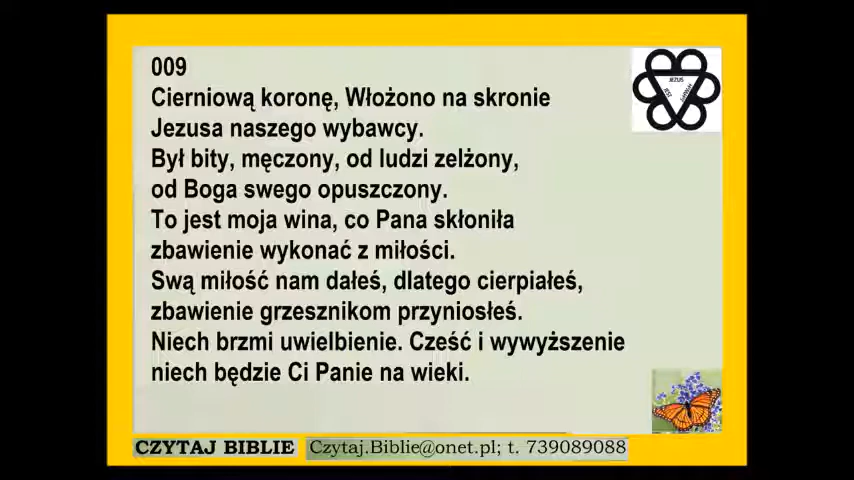 009
Cierniową koronę, Włożono na skronie
Jezusa naszego wybawcy.
Był bity, męczony, od ludzi zelżony,
od Boga swego opuszczony.
To jest moja wina, co Pana skłoniła
zbawienie wykonać z miłości.
Swą miłość nam dałeś, dlatego cierpiałeś,
zbawienie grzesznikom przyniosłeś.
Niech brzmi uwielbienie. Cześć i wywyższenie
niech będzie Ci Panie na wieki.
JEZUS
CZYTAJ BIBLIE Czytaj.Biblie@onet.pl; t. 739089088